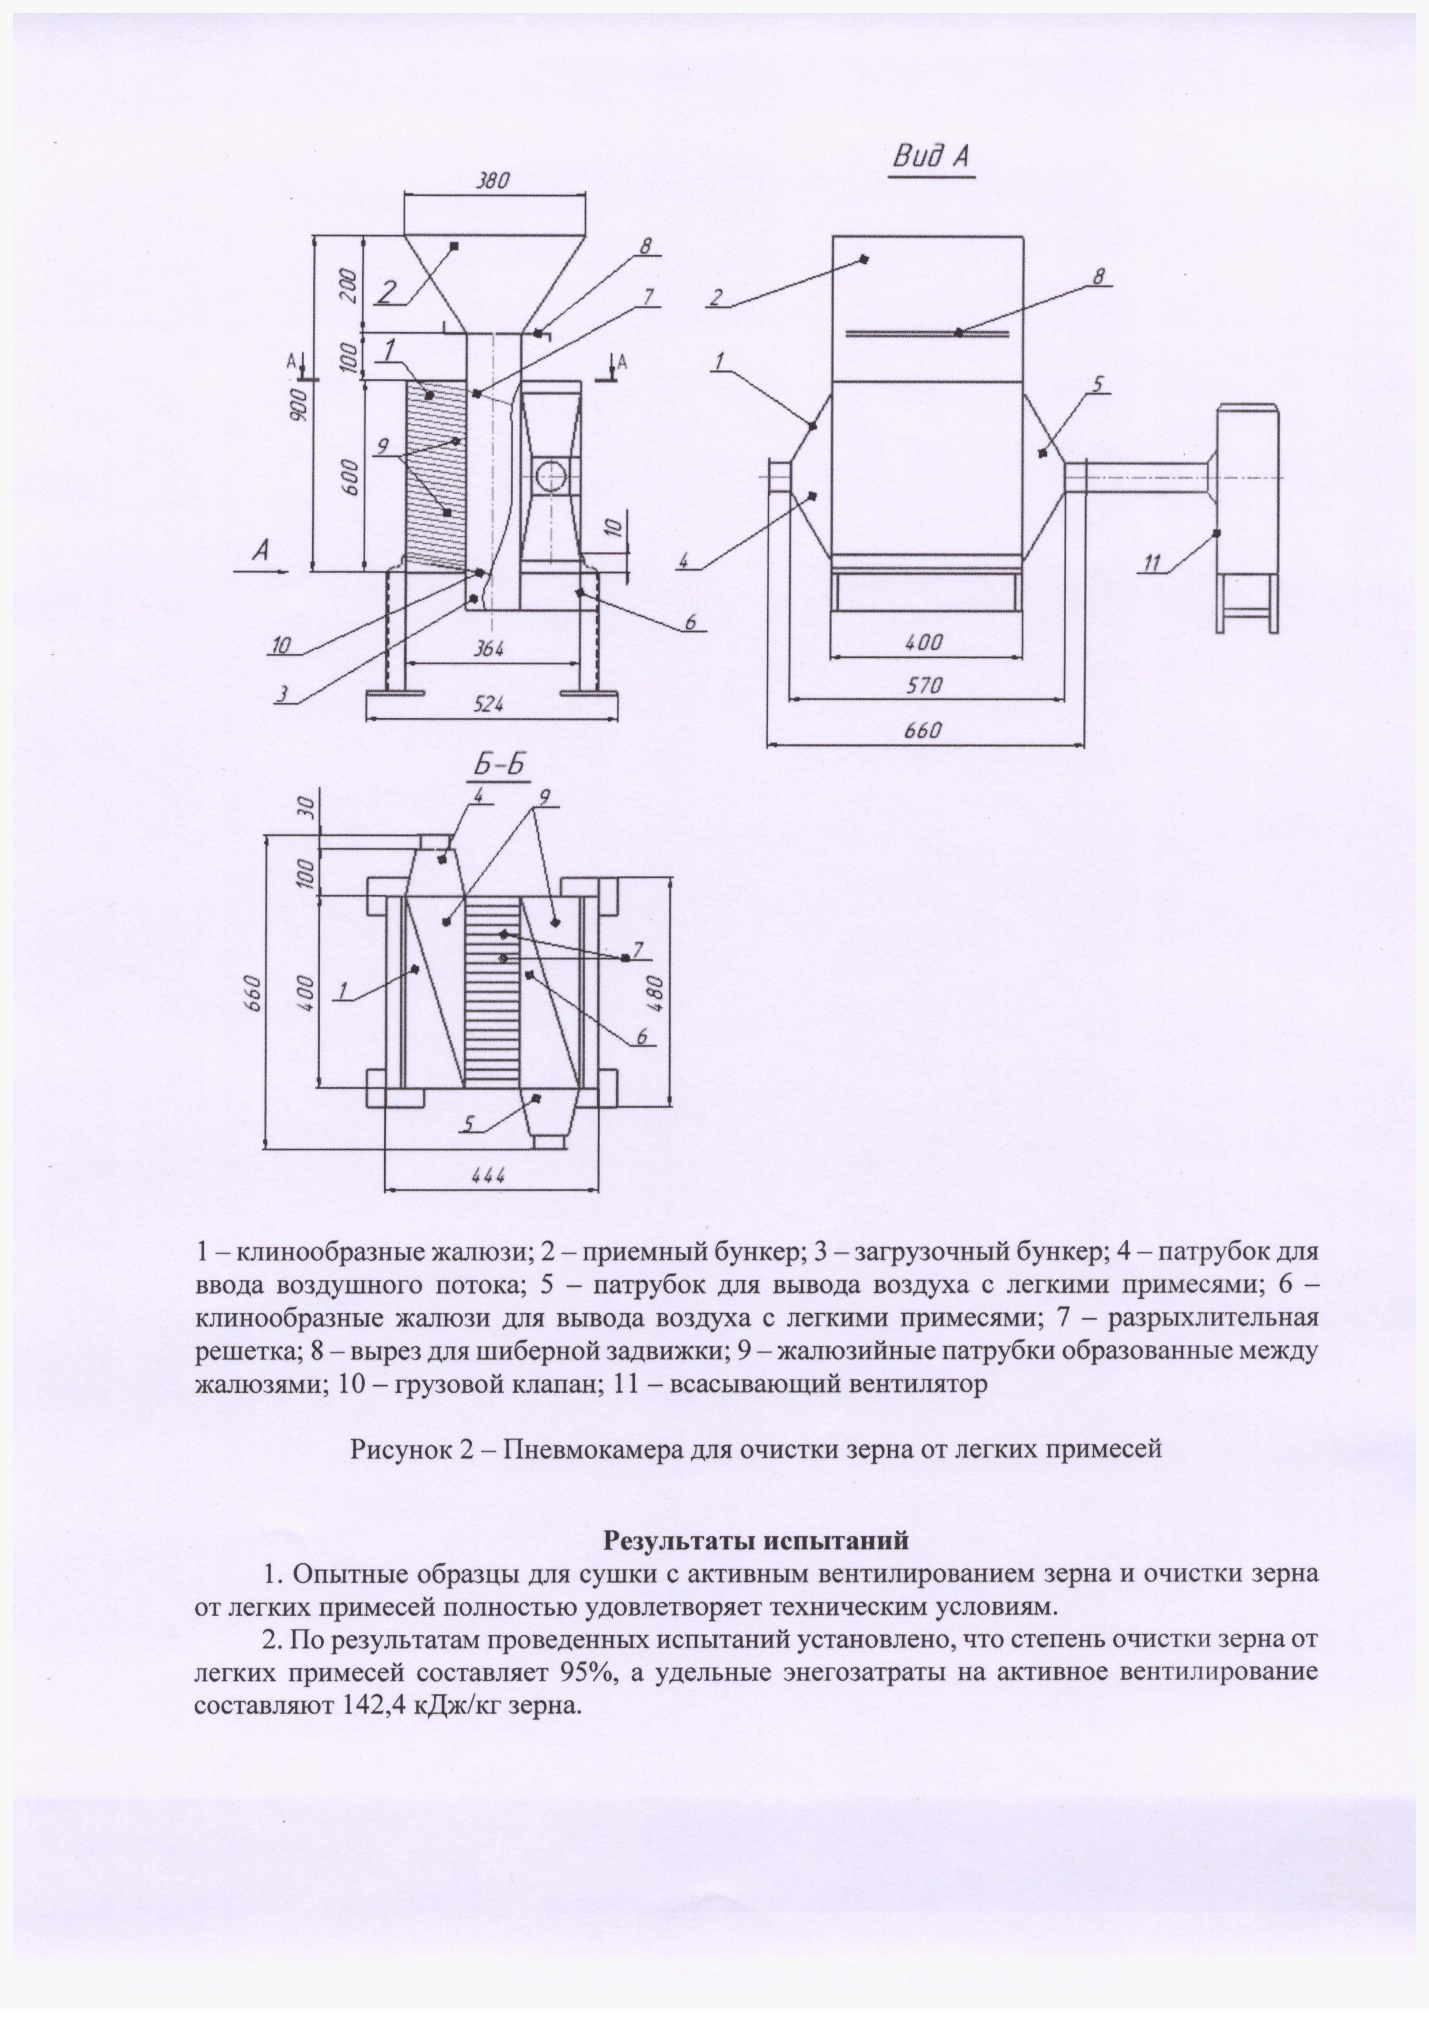 Вид А
380
8
2
200
7
2
8
1
100
А
А
1
5
900
9
600
10
А
4
11
6
10
364
400
3
570
524
660
Б-Б
4
9
30
100
7
660
400
1
480
6
5
444
1 – клинообразные жалюзи; 2 – приемный бункер; 3 – загрузочный бункер; 4 – патрубок для
ввода воздушного потока; 5 – патрубок для вывода воздуха с легкими примесями; 6 –
клинообразные жалюзи для вывода воздуха с легкими примесями; 7 – разрыхлительная
решетка; 8 – вырез для шиберной задвижки; 9 – жалюзийные патрубки образованные между
жалюзями; 10 – грузовой клапан; 11 – всасывающий вентилятор
Рисунок 2 – Пневмокамера для очистки зерна от легких примесей
Результаты испытаний
1. Опытные образцы для сушки с активным вентилированием зерна и очистки зерна
от легких примесей полностью удовлетворяет техническим условиям.
2. По результатам проведенных испытаний установлено, что степень очистки зерна от
легких примесей составляет 95%, а удельные энегозатраты на активное вентилирование
составляют 142,4 кДж/кг зерна.